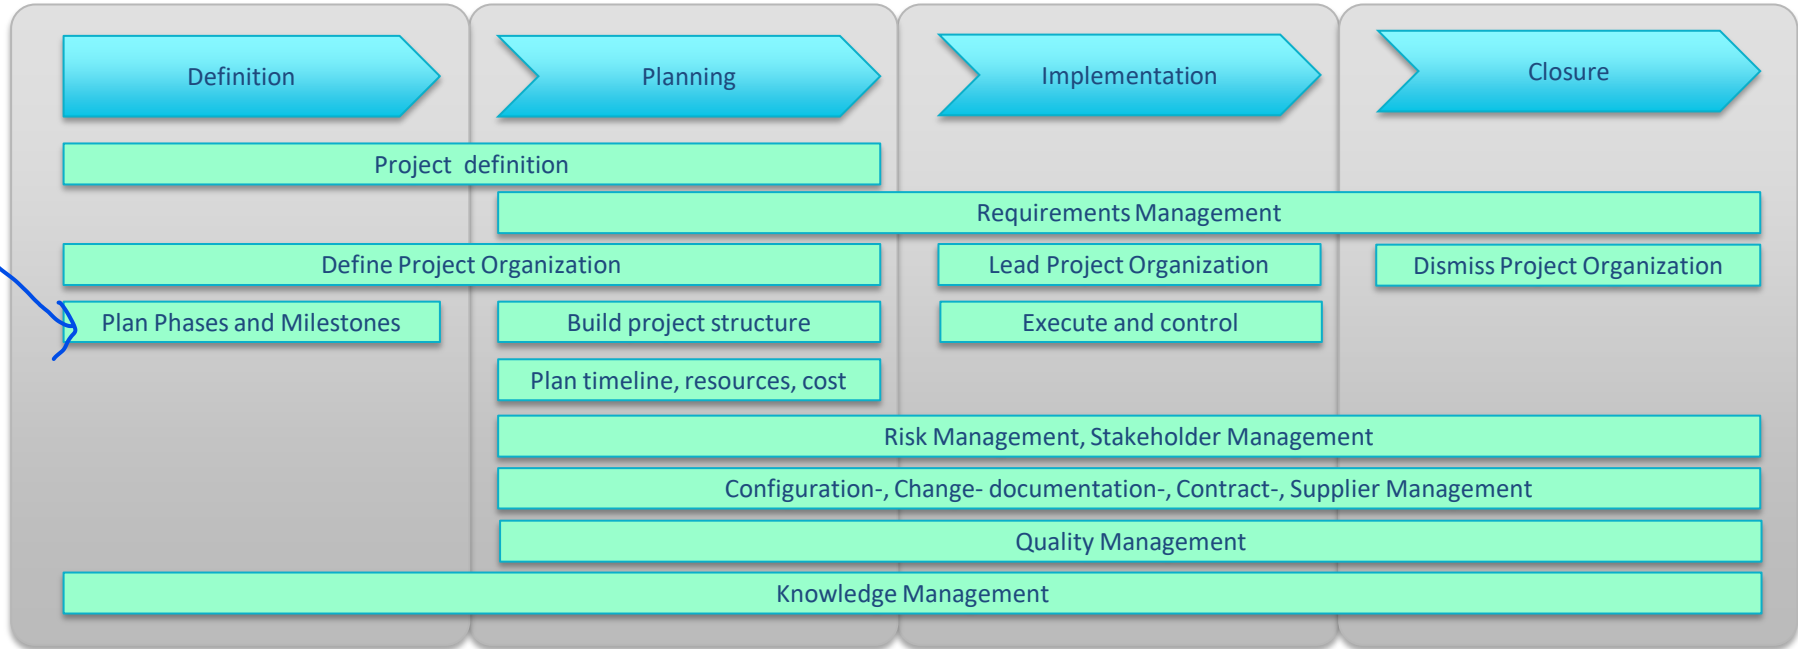 Definition
Planning
Implementation
Closure
Project definition
Requirements Management
Define Project Organization
Lead Project Organization
Dismiss Project Organization
Plan Phases and Milestones
Build project structure
Execute and control
Plan timeline, resources, cost
Risk Management, Stakeholder Management
Configuration-, Change- documentation-, Contract-, Supplier Management
Quality Management
Knowledge Management